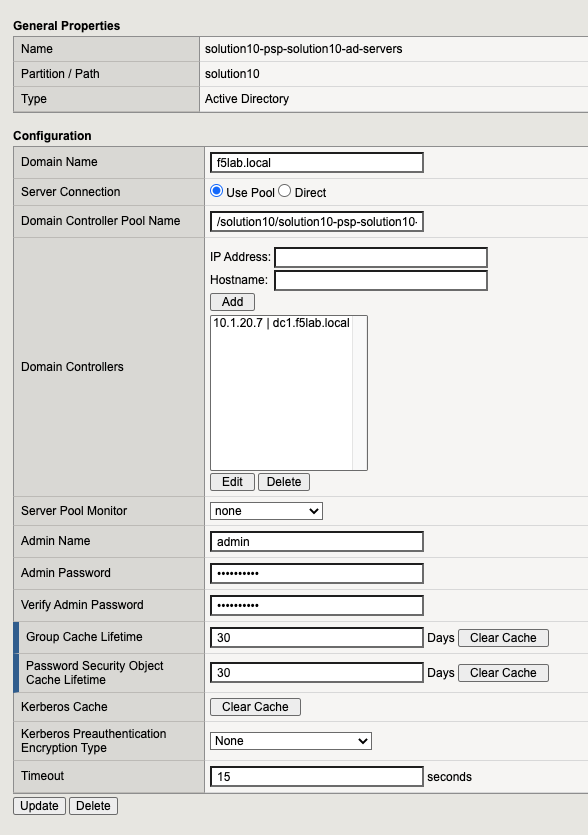 General Properties
Name solution10-psp-solution10-ad-servers
Partition / Path solution10
Type Active Directory
Configuration
Domain Name f5lab.local
Server Connection Use Pool Direct
Domain Controller Pool Name /solution10/solution10-psp-solution10-
IP Address:
Hostname:
Add
Domain Controllers
10.1.20.7 | dc1.f5lab.local
Edit Delete
Server Pool Monitor none
Admin Name admin
Admin Password ••••••••••
Verify Admin Password ••••••••••
Group Cache Lifetime 30 Days Clear Cache
Password Security Object
Cache Lifetime 30 Days Clear Cache
Kerberos Cache Clear Cache
Kerberos Preauthentication
Encryption Type None
Timeout 15 seconds
Update Delete